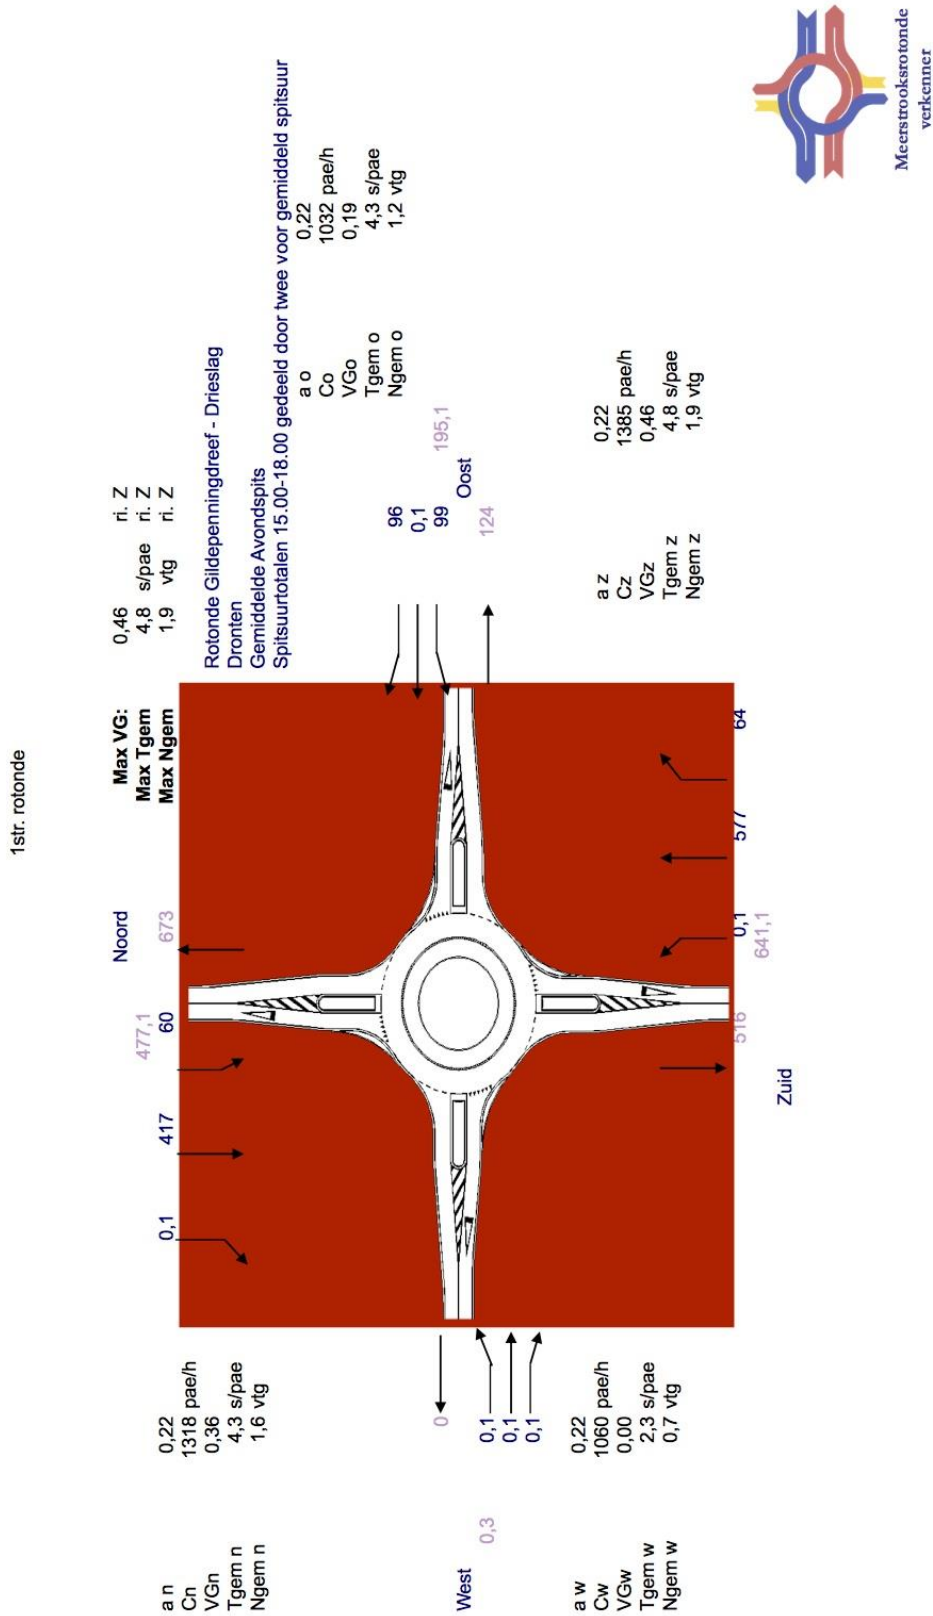 1str. rotonde
Max VG: 0,46 ri. Z
Max Tgem 4,8 s/pae ri. Z
Max Ngem 1,9 vtg ri. Z
Rotonde Gildepenningdreef - Drieslag
Dronten
Gemiddelde Avondspits
Spitsuurtotalen 15.00-18.00 gedeeld door twee voor gemiddeld spitsuur
Noord
477,1 673
0,1 417 60
a n 0,22
Cn 1318 pae/h
VGn 0,36
Tgem n 4,3 s/pae
Ngem n 1,6 vtg
a o 0,22
Co 1032 pae/h
VGo 0,19
Tgem o 4,3 s/pae
Ngem o 1,2 vtg
96
0,1
99
195,1
Oost
124
West
0
0,3
0,1
0,1
0,1
a w 0,22
Cw 1060 pae/h
VGw 0,00
Tgem w 2,3 s/pae
Ngem w 0,7 vtg
a z 0,22
Cz 1385 pae/h
VGz 0,46
Tgem z 4,8 s/pae
Ngem z 1,9 vtg
516 0,1 577 64
641,1
Zuid
Meerstrooksrotonde
verkenner